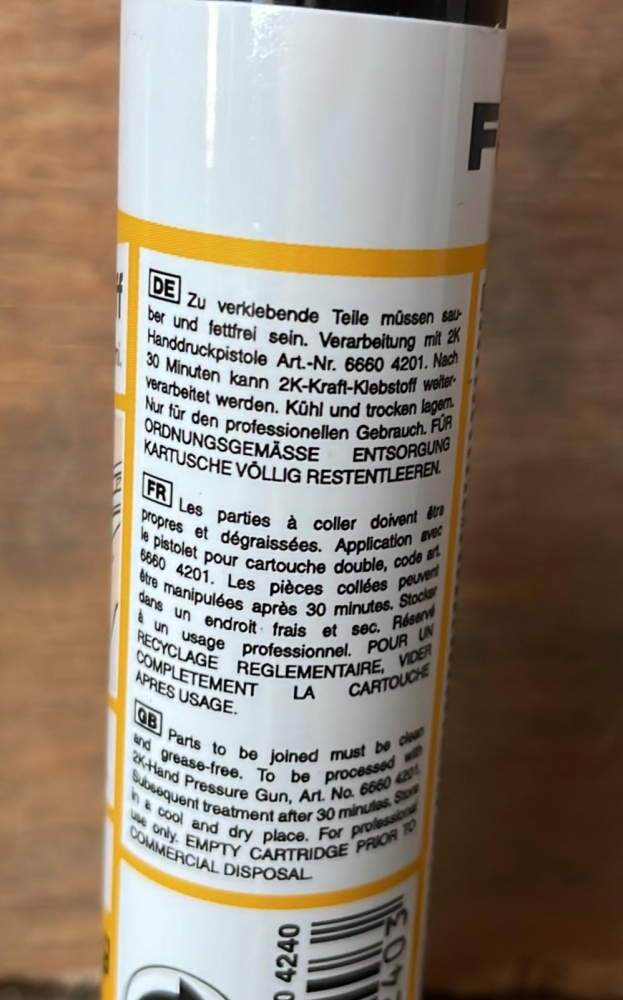 F
DE Zu verklebende Teile müssen sau-
ber und fettfrei sein. Verarbeitung mit 2K
Handdruckpistole Art.-Nr. 6660 4201. Nach
30 Minuten kann 2K-Kraft-Klebstoff weiter-
verarbeitet werden. Kühl und trocken lagern.
Nur für den professionellen Gebrauch. FÜR
ORDNUNGSGEMÄSSE ENTSORGUNG
KARTUSCHE VÖLLIG RESTENTLEEREN.
FR Les parties à coller doivent être
propres et dégraissées. Application avec
le pistolet pour cartouche double, code art.
6660 4201. Les pièces collées peuvent
être manipulées après 30 minutes. Stocker
dans un endroit frais et sec. Réservé
à un usage professionnel. POUR UN
RECYCLAGE REGLEMENTAIRE, VIDER
COMPLETEMENT LA CARTOUCHE
APRES USAGE.
GB Parts to be joined must be clean
and grease-free. To be processed with
2K-Hand Pressure Gun, Art. No. 6660 4201.
Subsequent treatment after 30 minutes. Store
in a cool and dry place. For professional
use only. EMPTY CARTRIDGE PRIOR TO
COMMERCIAL DISPOSAL.
0 4240
2403